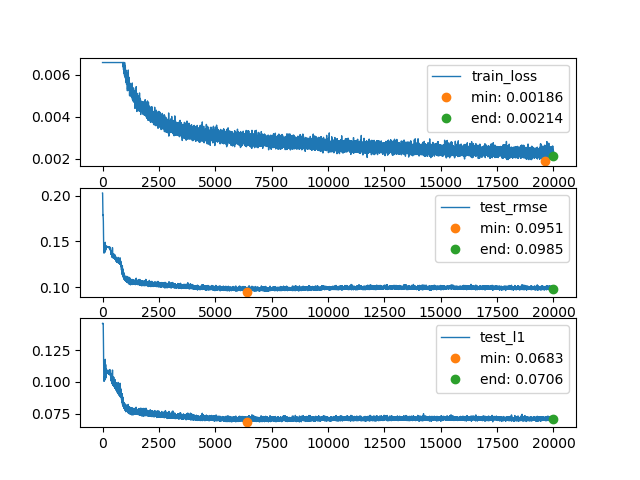 0.006
0.004
0.002
train_loss
min: 0.00186
end: 0.00214
0 2500 5000 7500 10000 12500 15000 17500 20000
0.20
0.15
0.10
test_rmse
min: 0.0951
end: 0.0985
0 2500 5000 7500 10000 12500 15000 17500 20000
0.125
0.100
0.075
test_l1
min: 0.0683
end: 0.0706
0 2500 5000 7500 10000 12500 15000 17500 20000